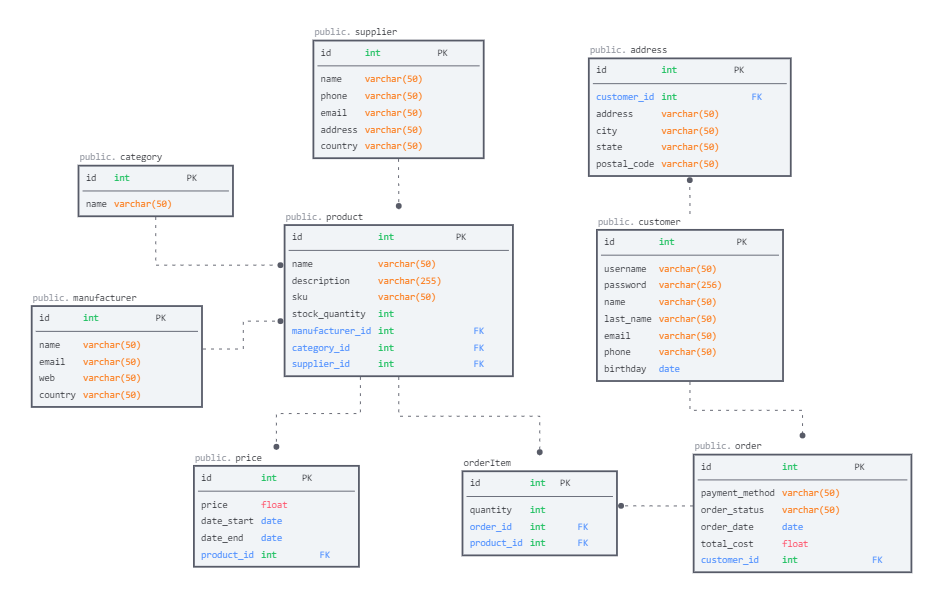 public. supplier
id int PK
name varchar(50)
phone varchar(50)
email varchar(50)
address varchar(50)
country varchar(50)
public. address
id int PK
customer_id int FK
address varchar(50)
city varchar(50)
state varchar(50)
postal_code varchar(50)
public. category
id int PK
name varchar(50)
public. product
id int PK
name varchar(50)
description varchar(255)
sku varchar(50)
stock_quantity int
manufacturer_id int FK
category_id int FK
supplier_id int FK
public. customer
id int PK
username varchar(50)
password varchar(256)
name varchar(50)
last_name varchar(50)
email varchar(50)
phone varchar(50)
birthday date
public. manufacturer
id int PK
name varchar(50)
email varchar(50)
web varchar(50)
country varchar(50)
public. price
id int PK
price float
date_start date
date_end date
product_id int FK
orderItem
id int PK
quantity int
order_id int FK
product_id int FK
public. order
id int PK
payment_method varchar(50)
order_status varchar(50)
order_date date
total_cost float
customer_id int FK